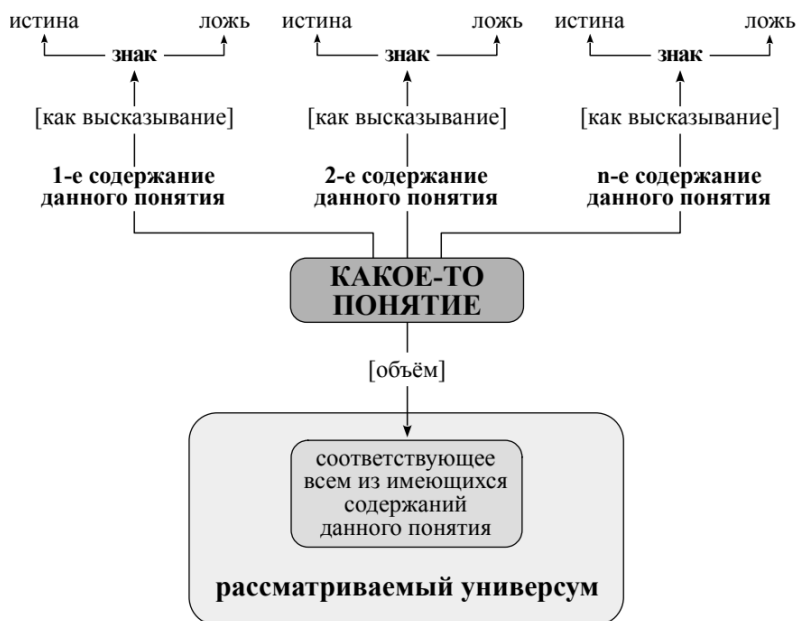 истина ложь истина ложь истина ложь
знак знак знак
[как высказывание] [как высказывание] [как высказывание]
1-е содержание 2-е содержание n-е содержание
данного понятия данного понятия данного понятия
КАКОЕ-ТО
ПОНЯТИЕ
[объём]
соответствующее
всем из имеющихся
содержаний
данного понятия
рассматриваемый универсум